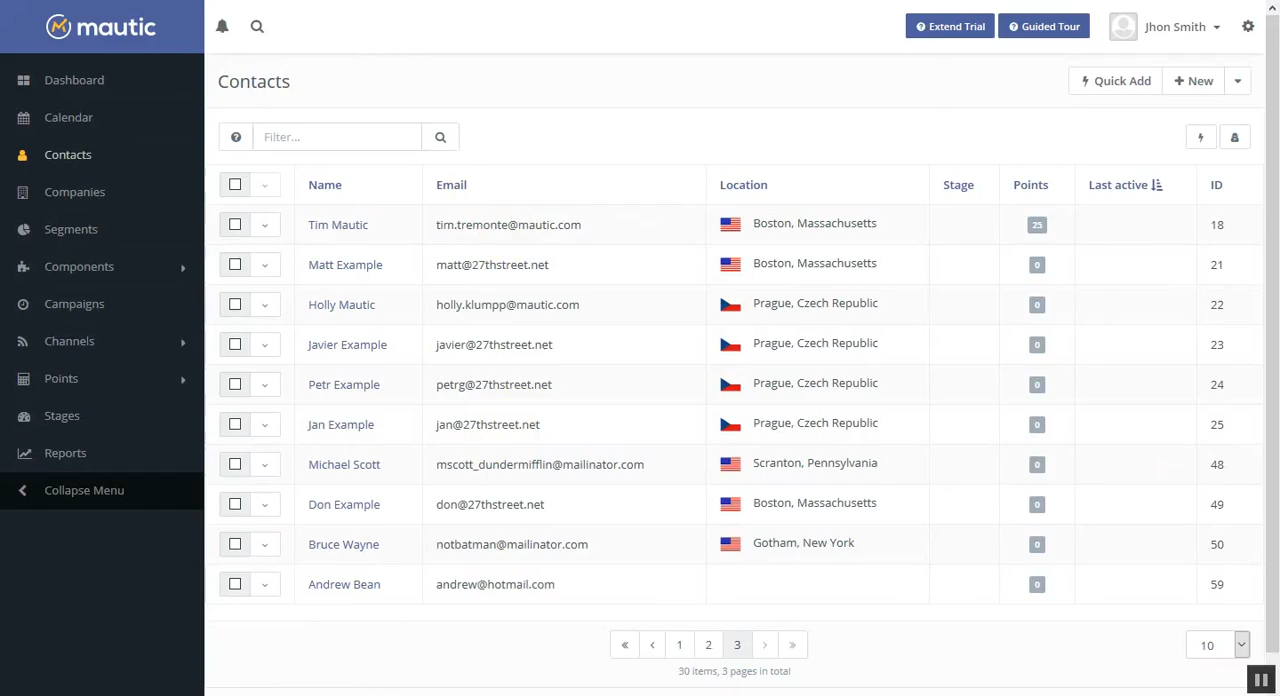 mautic
Extend Trial
Guided Tour
Jhon Smith
Dashboard
Calendar
Contacts
Companies
Segments
Components
Campaigns
Channels
Points
Stages
Reports
Collapse Menu
Contacts
Quick Add
+ New
Filter...
Name Email Location Stage Points Last active ID
Tim Mautic tim.tremonte@mautic.com Boston, Massachusetts 25 18
Matt Example matt@27thstreet.net Boston, Massachusetts 0 21
Holly Mautic holly.klumpp@mautic.com Prague, Czech Republic 0 22
Javier Example javier@27thstreet.net Prague, Czech Republic 0 23
Petr Example petrg@27thstreet.net Prague, Czech Republic 0 24
Jan Example jan@27thstreet.net Prague, Czech Republic 0 25
Michael Scott mscott_dundermifflin@mailinator.com Scranton, Pennsylvania 0 48
Don Example don@27thstreet.net Boston, Massachusetts 0 49
Bruce Wayne notbatman@mailinator.com Gotham, New York 0 50
Andrew Bean andrew@hotmail.com 0 59
« ‹ 1 2 3 › »
10
30 items, 3 pages in total